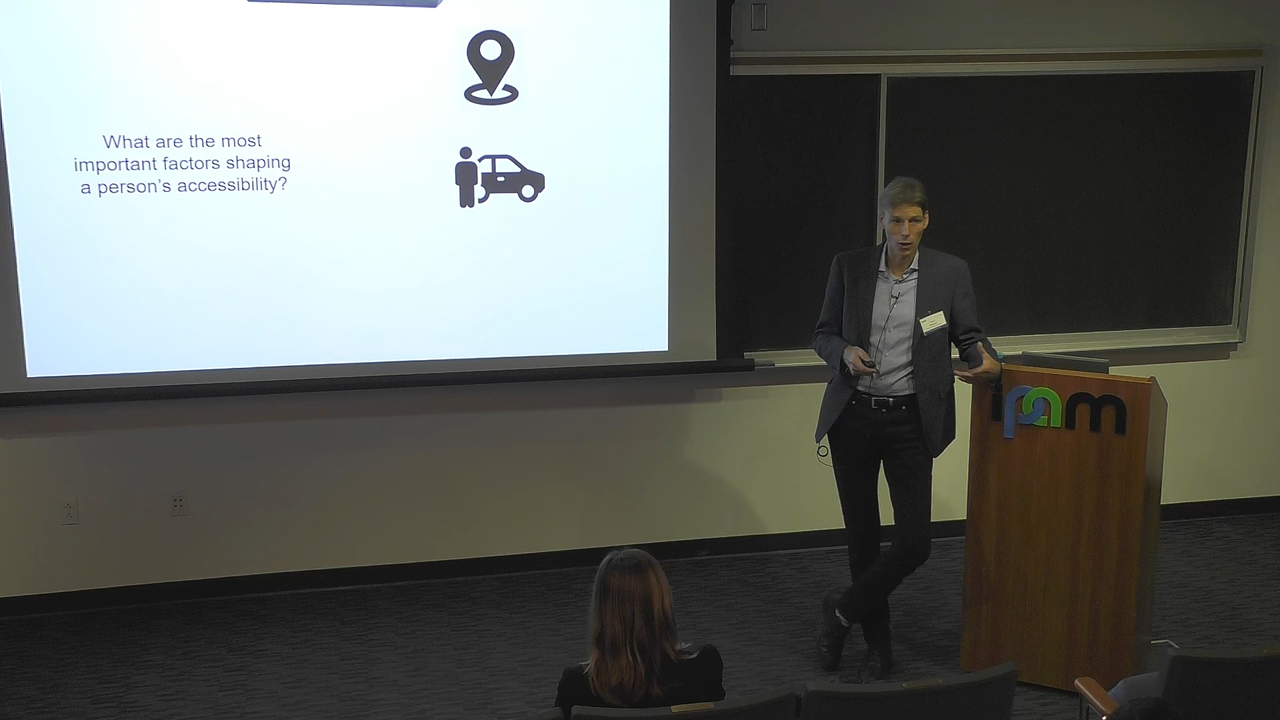 What are the most
important factors shaping
a person's accessibility?
ipam